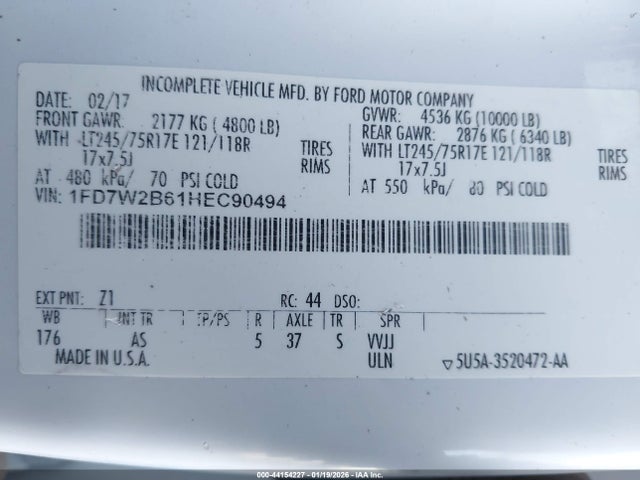 INCOMPLETE VEHICLE MFD. BY FORD MOTOR COMPANY
DATE: 02/17
GVWR: 4536 KG (10000 LB)
FRONT GAWR: 2177 KG ( 4800 LB)
REAR GAWR: 2876 KG ( 6340 LB)
WITH LT245/75R17E 121/118R TIRES
WITH LT245/75R17E 121/118R TIRES
17x7.5J RIMS
17x7.5J RIMS
AT 480 kPa/ 70 PSI COLD
AT 550 kPa/ 80 PSI COLD
VIN: 1FD7W2B61HEC90494
EXT PNT: Z1 RC: 44 DSO:
WB INT TR TP/PS R AXLE TR SPR
176 AS 5 37 S VVJJ
MADE IN U.S.A. ULN 5U5A-3520472-AA
000-44154227 - 01/19/2026 - IAAI.COM